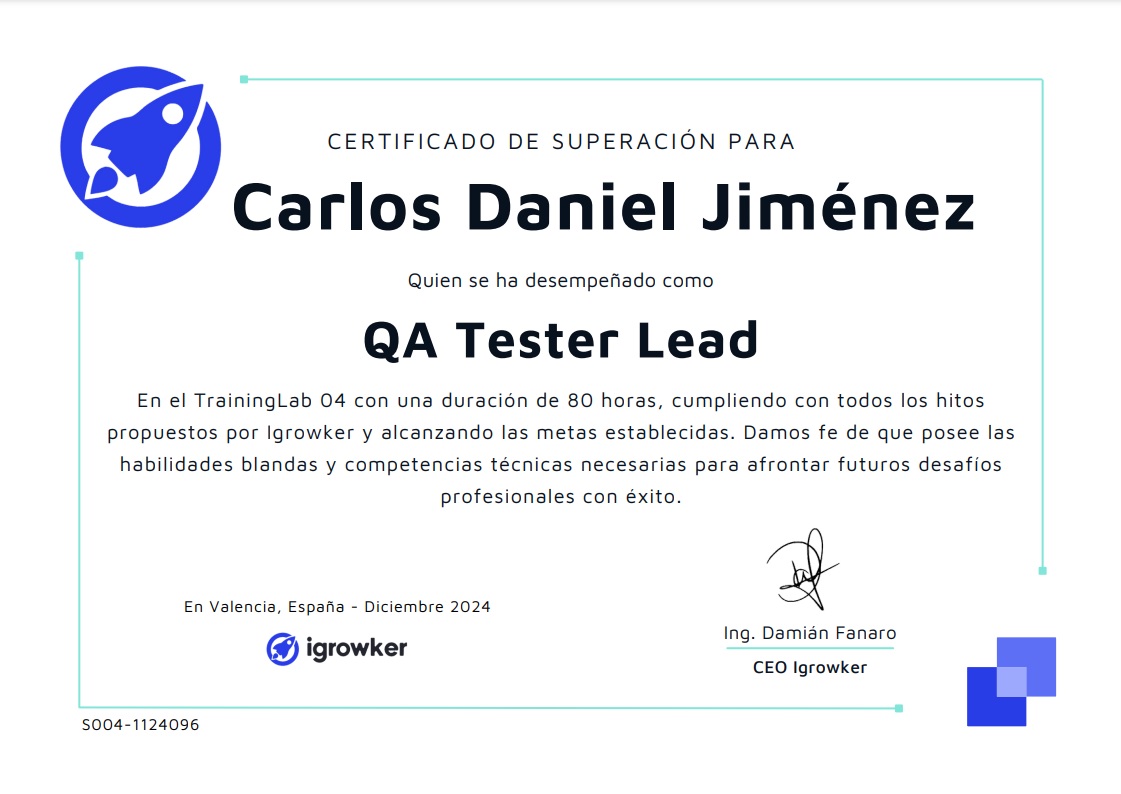 CERTIFICADO DE SUPERACIÓN PARA
Carlos Daniel Jiménez
Quien se ha desempeñado como
QA Tester Lead
En el TrainingLab 04 con una duración de 80 horas, cumpliendo con todos los hitos
propuestos por Igrowker y alcanzando las metas establecidas. Damos fe de que posee las
habilidades blandas y competencias técnicas necesarias para afrontar futuros desafíos
profesionales con éxito.
En Valencia, España - Diciembre 2024
igrowker
Ing. Damián Fanaro
CEO Igrowker
S004-1124096